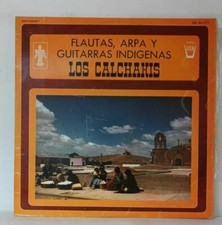 FLAUTAS, ARPA Y
GUITARRAS INDIGENAS
LOS CALCHAKIS